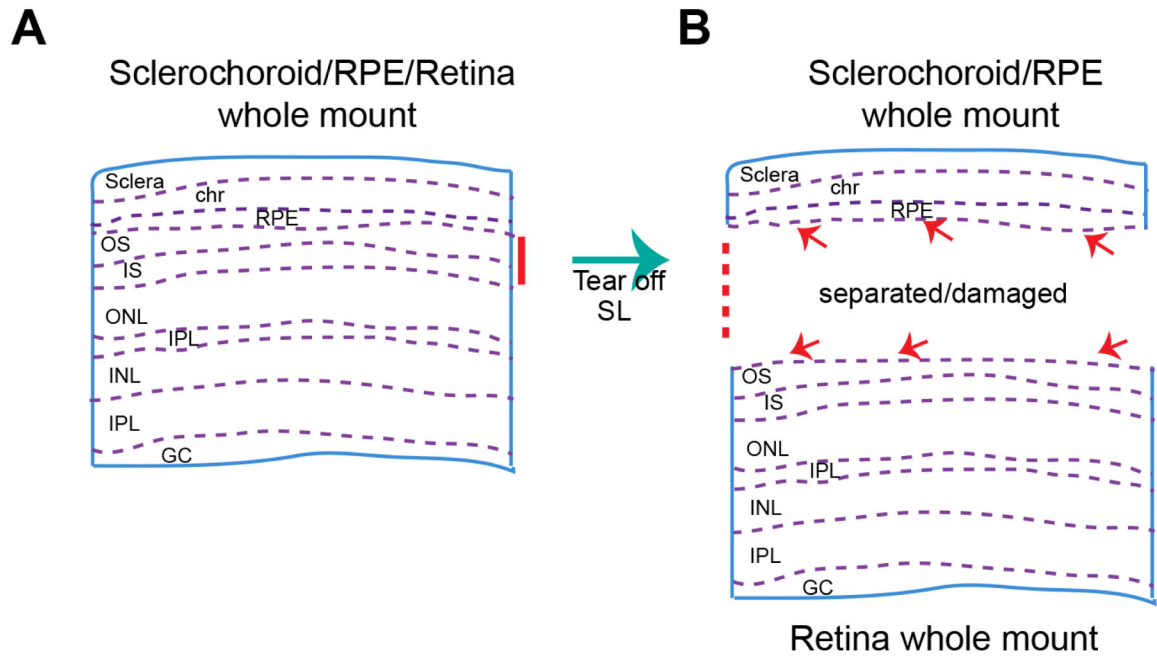 A
Sclerochoroid/RPE/Retina
whole mount
Sclera
chr
RPE
OS
IS
ONL
IPL
INL
IPL
GC
Tear off
SL
B
Sclerochoroid/RPE
whole mount
Sclera
chr
RPE
separated/damaged
OS
IS
ONL
IPL
INL
IPL
GC
Retina whole mount